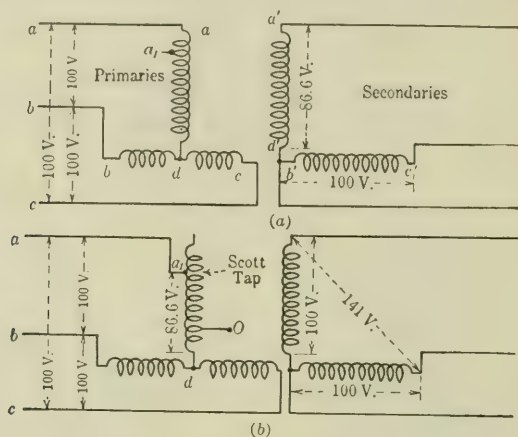 a
a
a₁
100 V.
Primaries
b
100 V.
100 V.
b
d
c
c
a'
86.6 V.
Secondaries
d'
b'
c'
100 V.
(a)
a
a₁
Scott
Tap
100 V.
86.6 V.
O
b
100 V.
100 V.
d
c
100 V.
141 V.
100 V.
(b)